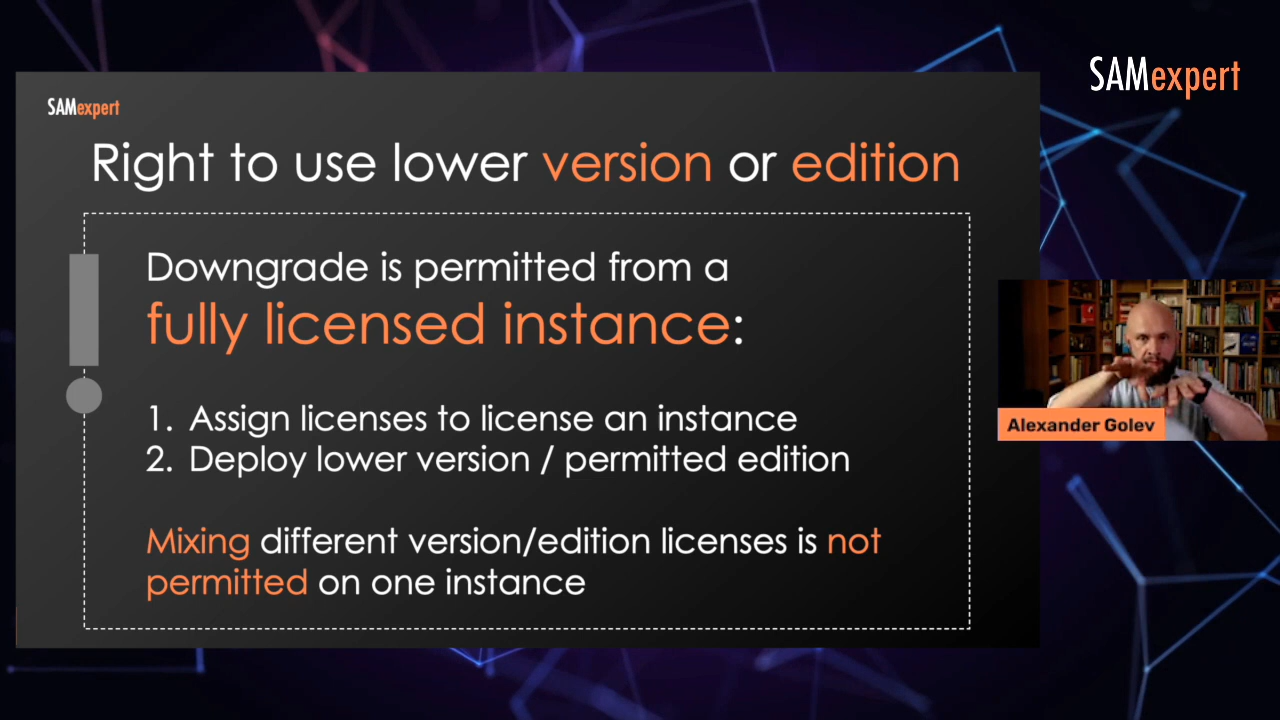 SAMexpert
SAMexpert
Right to use lower version or edition
Downgrade is permitted from a
fully licensed instance:
1. Assign licenses to license an instance
2. Deploy lower version / permitted edition
Mixing different version/edition licenses is not
permitted on one instance
Alexander Golev